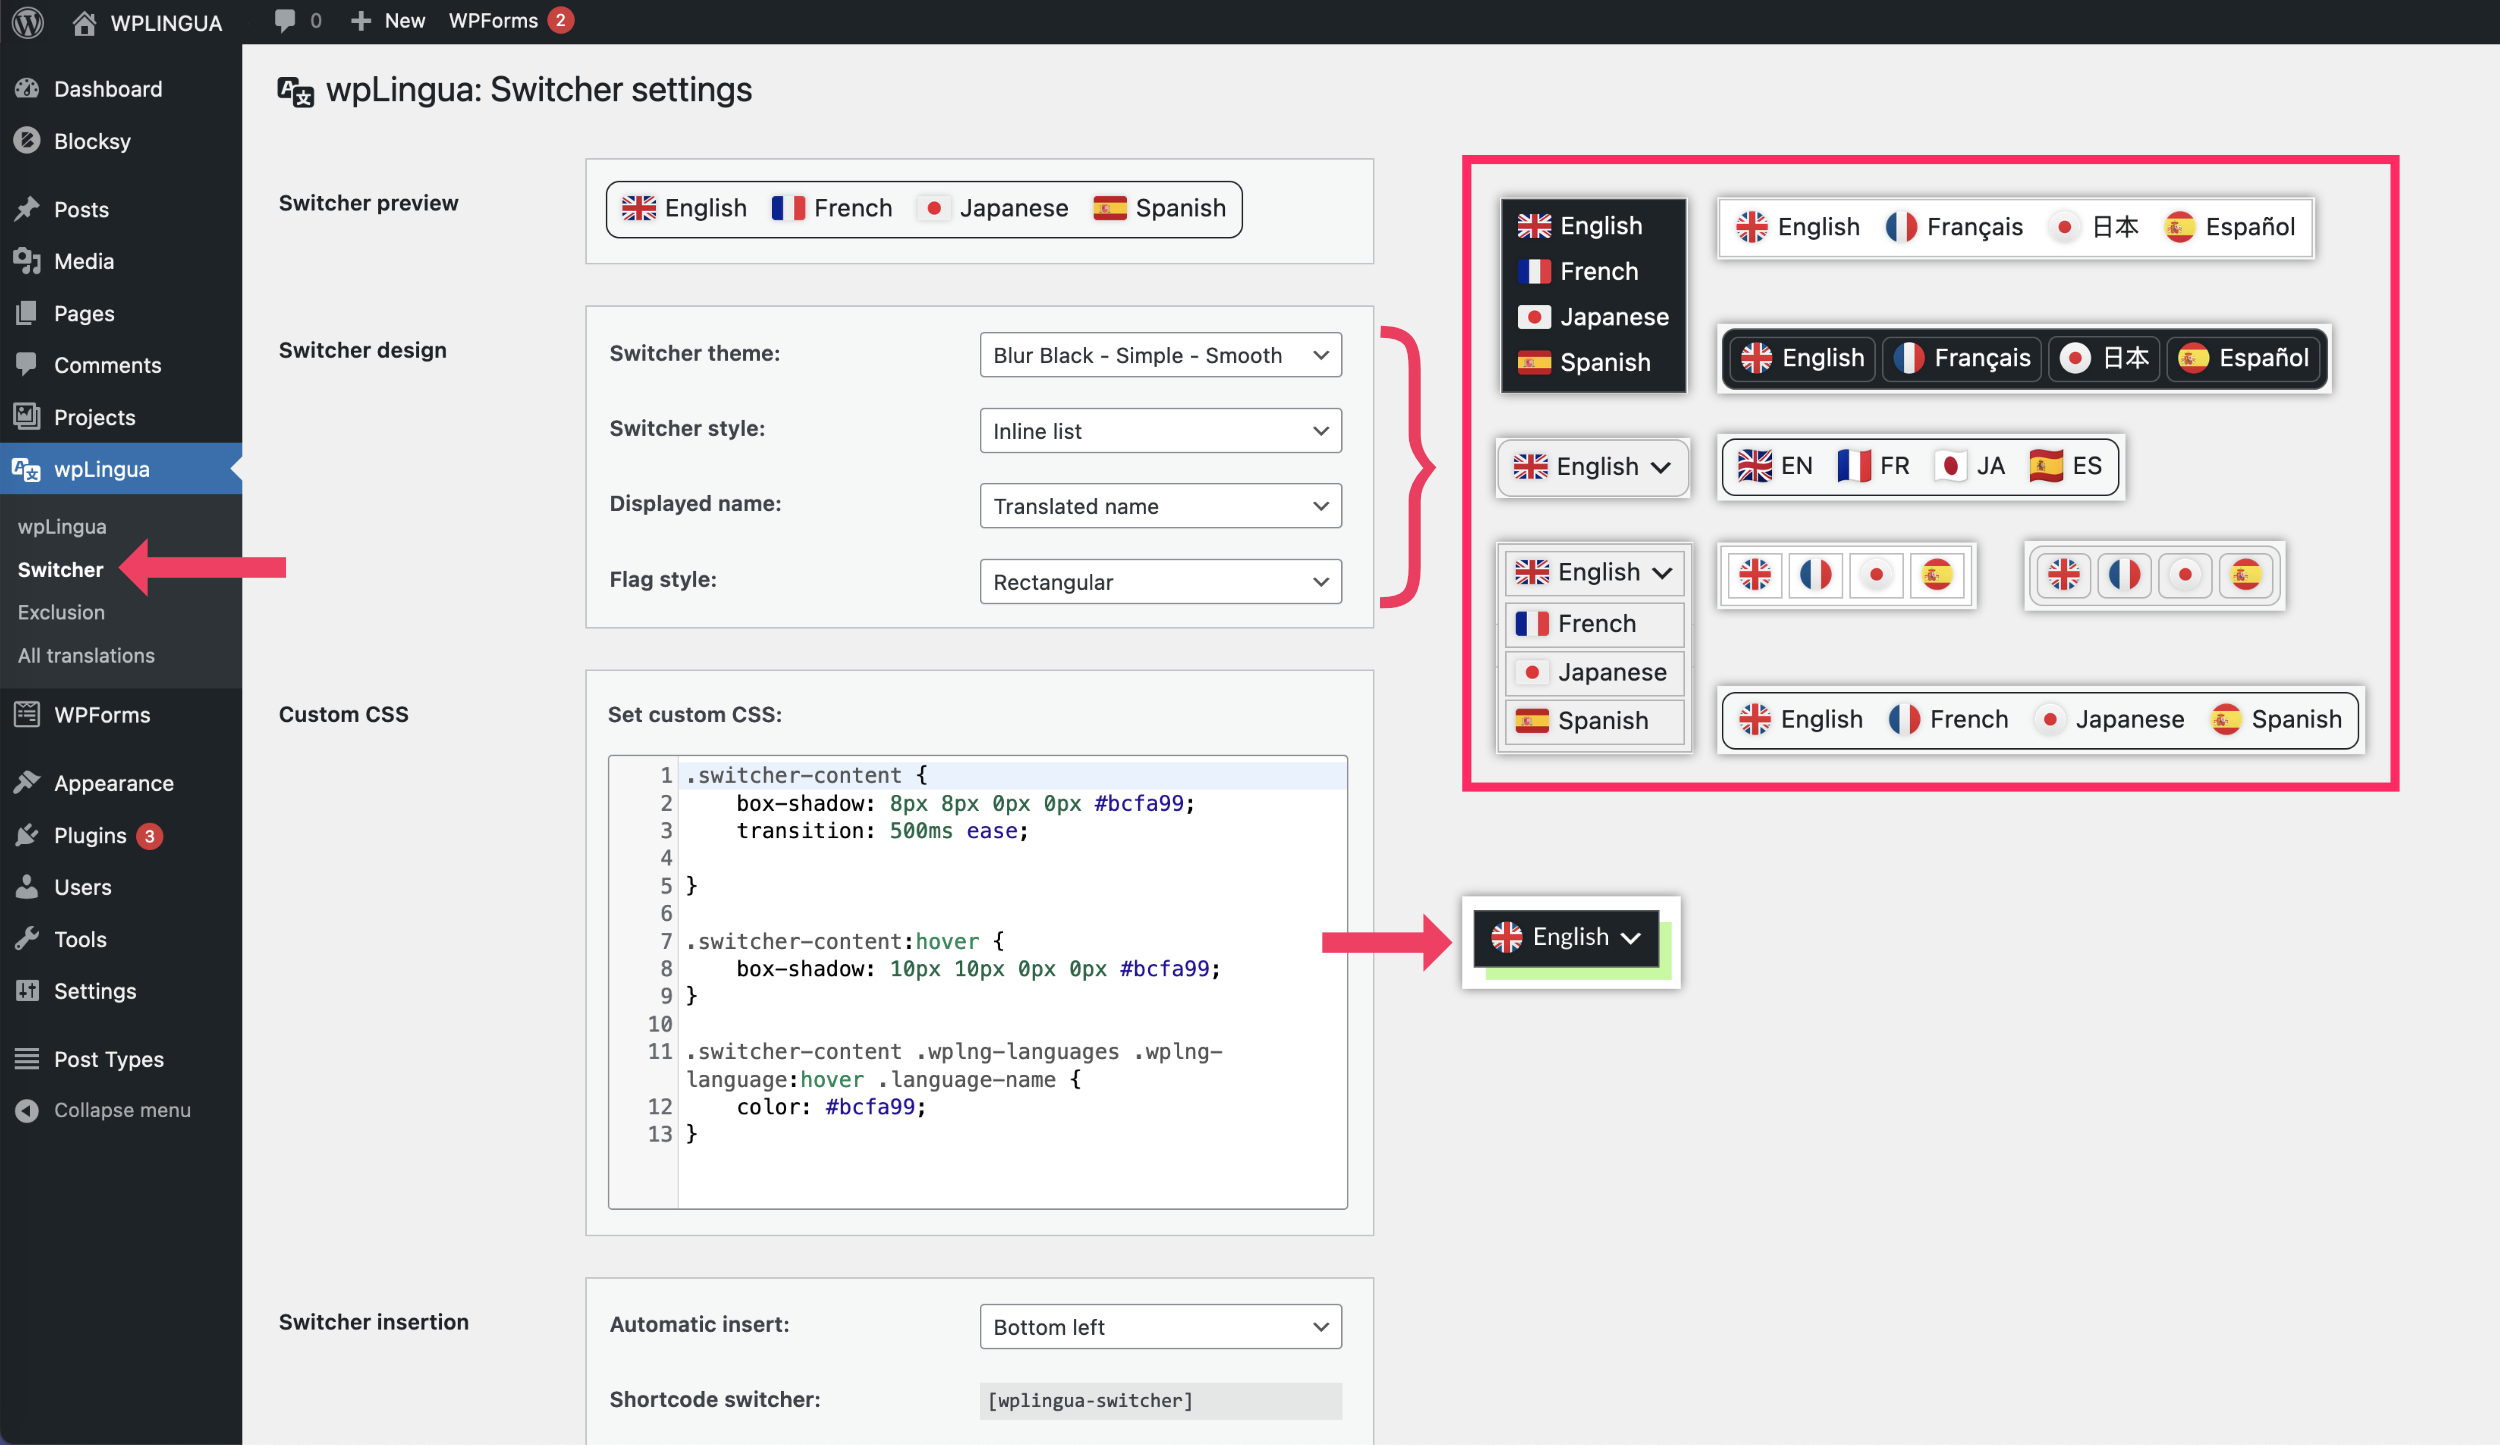 WPLINGUA
0
New
WPForms
2
Dashboard
Blocksy
Posts
Media
Pages
Comments
Projects
wpLingua
wpLingua
Switcher
Exclusion
All translations
WPForms
Appearance
Plugins
3
Users
Tools
Settings
Post Types
Collapse menu
wpLingua: Switcher settings
Switcher preview
English French Japanese Spanish
Switcher design
Switcher theme: Blur Black - Simple - Smooth
Switcher style: Inline list
Displayed name: Translated name
Flag style: Rectangular
Custom CSS
Set custom CSS:
1 .switcher-content {
2 box-shadow: 8px 8px 0px 0px #bcfa99;
3 transition: 500ms ease;
4
5 }
6
7 .switcher-content:hover {
8 box-shadow: 10px 10px 0px 0px #bcfa99;
9 }
10
11 .switcher-content .wplng-languages .wplng-
language:hover .language-name {
12 color: #bcfa99;
13 }
Switcher insertion
Automatic insert: Bottom left
Shortcode switcher: [wplingua-switcher]
English
French
Japanese
Spanish
English Français 日本 Español
English Français 日本 Español
English
EN FR JA ES
English
French
Japanese
Spanish
English French Japanese Spanish
English